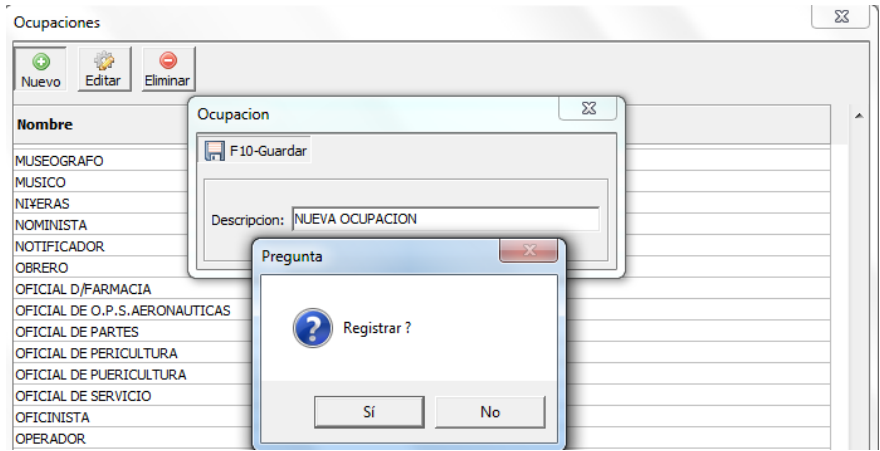 Ocupaciones
Nuevo Editar Eliminar
Nombre
MUSEOGRAFO
MUSICO
NI¥ERAS
NOMINISTA
NOTIFICADOR
OBRERO
OFICIAL D/FARMACIA
OFICIAL DE O.P.S.AERONAUTICAS
OFICIAL DE PARTES
OFICIAL DE PERICULTURA
OFICIAL DE PUERICULTURA
OFICIAL DE SERVICIO
OFICINISTA
OPERADOR
Ocupacion
F10-Guardar
Descripcion: NUEVA OCUPACION
Pregunta
Registrar ?
Sí No